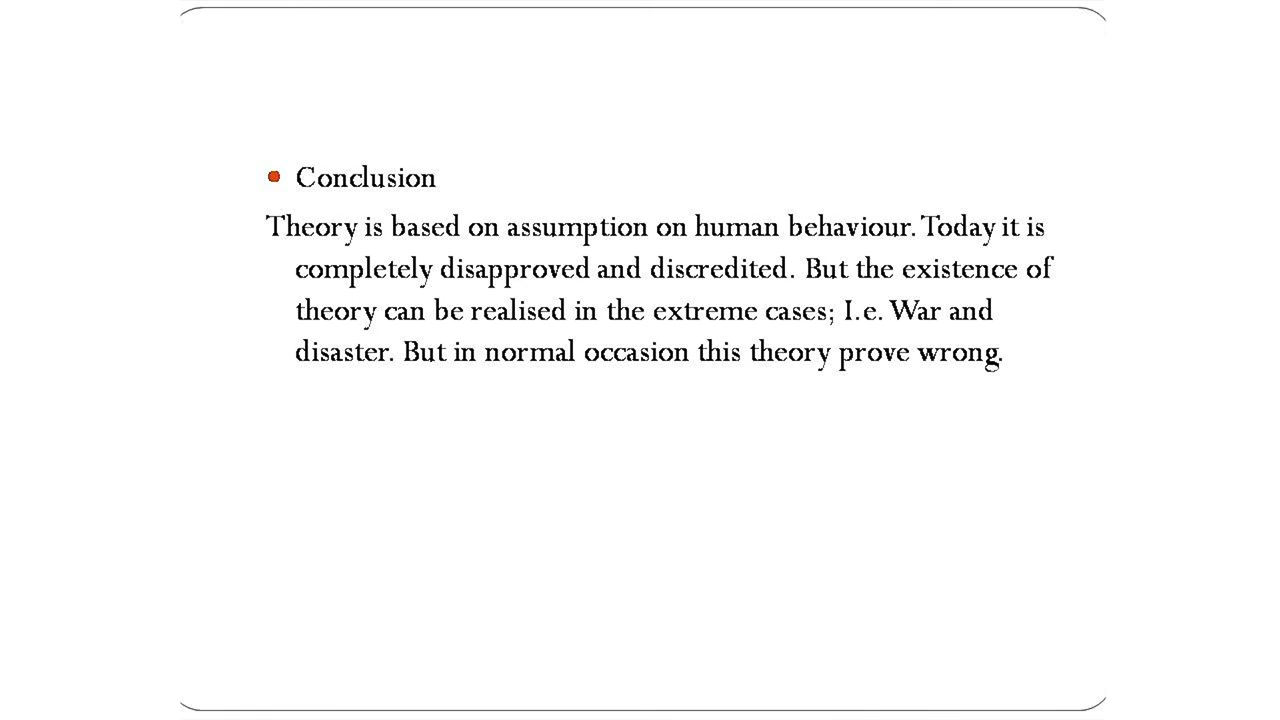 Conclusion
Theory is based on assumption on human behaviour. Today it is
completely disapproved and discredited. But the existence of
theory can be realised in the extreme cases; I.e. War and
disaster. But in normal occasion this theory prove wrong.